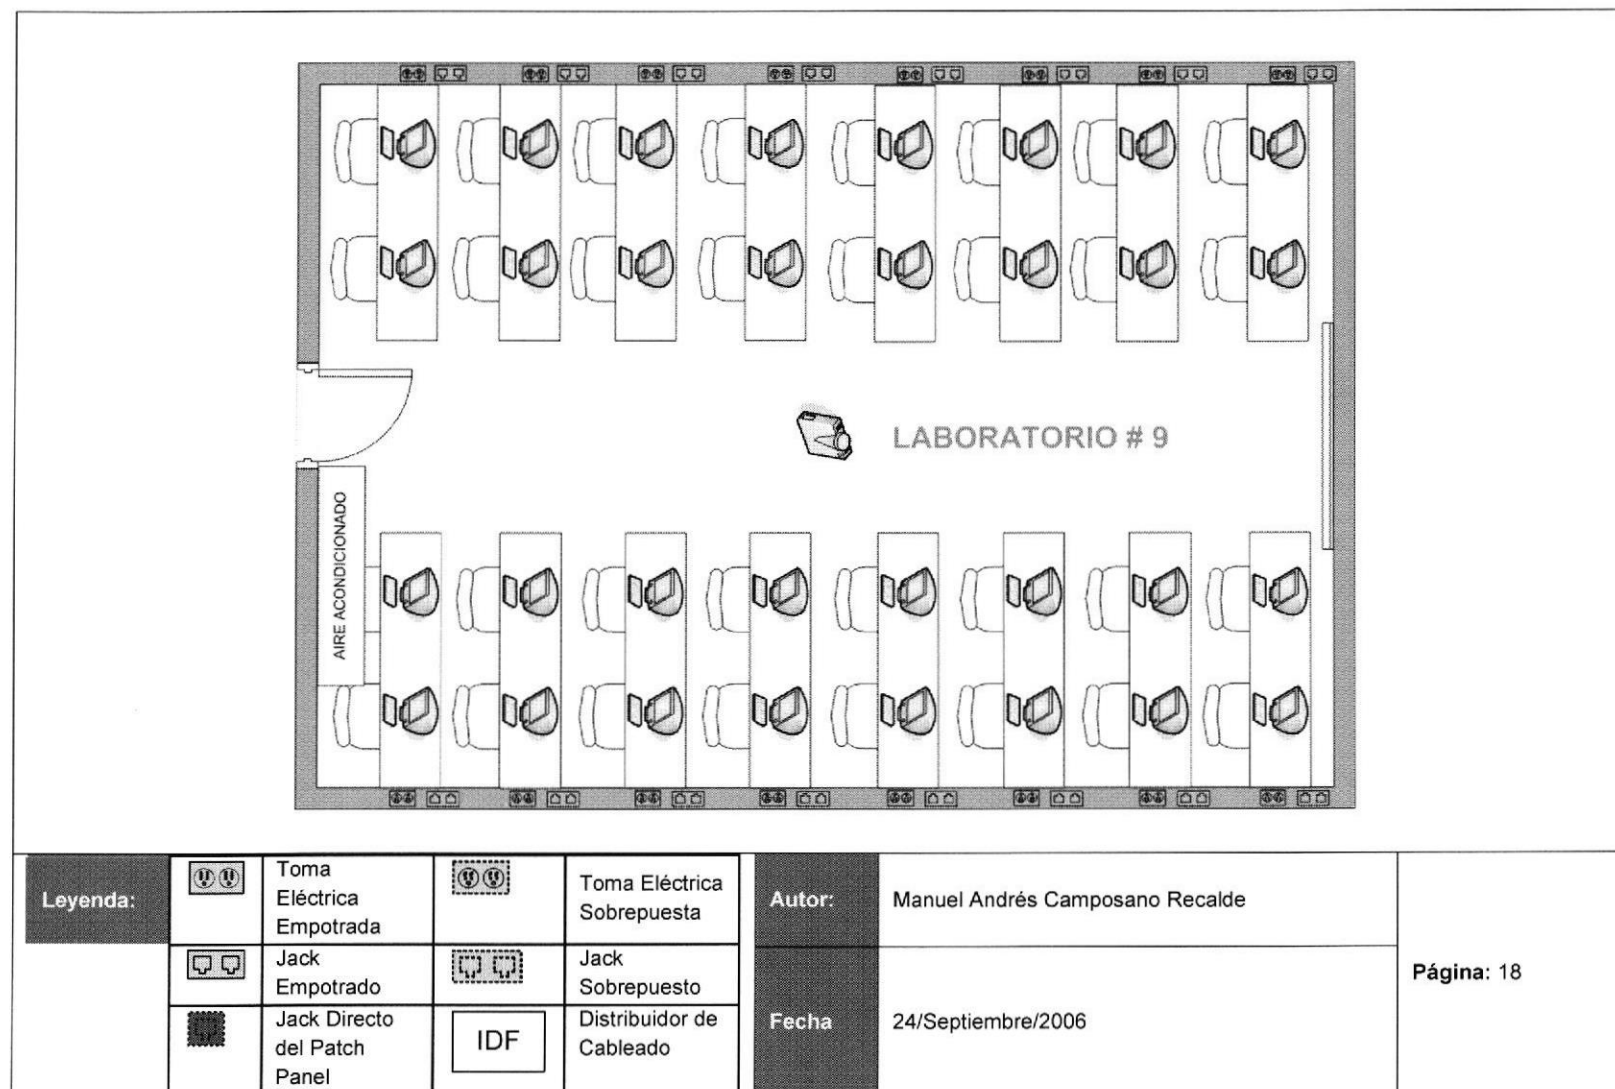 LABORATORIO # 9
AIRE ACONDICIONADO
Leyenda:
Toma
Eléctrica
Empotrada
Toma Eléctrica
Sobrepuesta
Jack
Empotrado
Jack
Sobrepuesto
Jack Directo
del Patch
Panel
IDF
Distribuidor de
Cableado
Autor:
Manuel Andrés Camposano Recalde
Fecha
24/Septiembre/2006
Página: 18